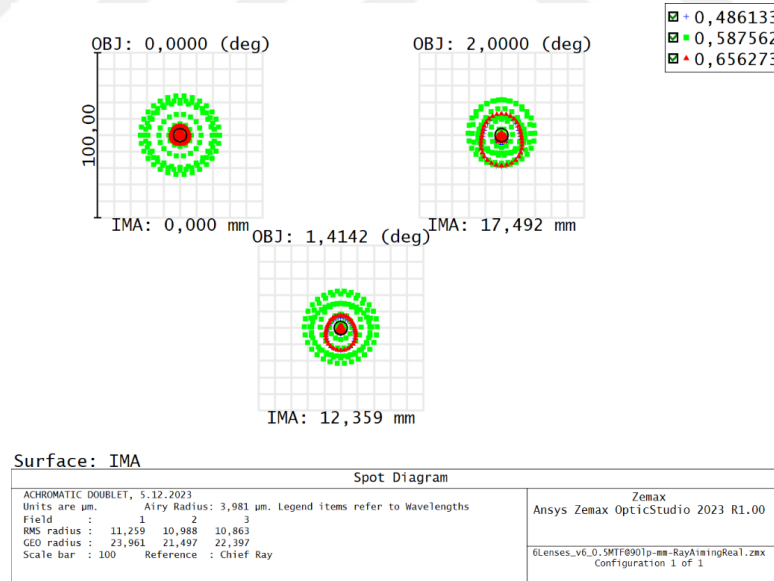 + 0,486133
0,587562
0,656273
OBJ: 0,0000 (deg)
OBJ: 2,0000 (deg)
100,00
IMA: 0,000 mm
IMA: 17,492 mm
OBJ: 1,4142 (deg)
IMA: 12,359 mm
Surface: IMA
Spot Diagram
ACHROMATIC DOUBLET, 5.12.2023
Units are µm. Airy Radius: 3,981 µm. Legend items refer to Wavelengths
Field : 1 2 3
RMS radius : 11,259 10,988 10,863
GEO radius : 23,961 21,497 22,397
Scale bar : 100 Reference : Chief Ray
Zemax
Ansys Zemax OpticStudio 2023 R1.00
6Lenses_v6_0.5MTF@90lp-mm-RayAimingReal.zmx
Configuration 1 of 1